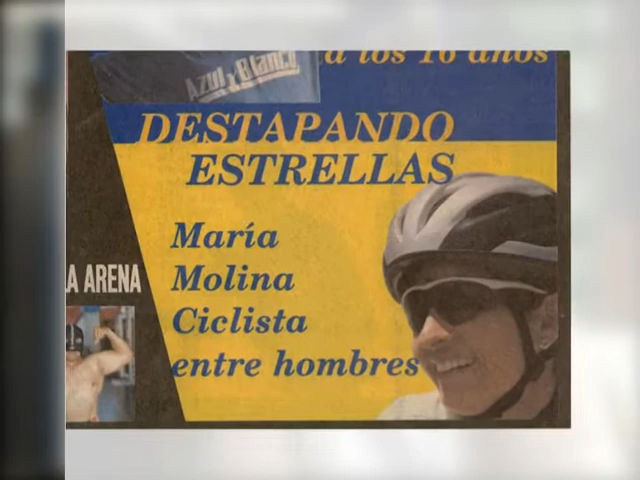 a los 16 años
Azul y Blanco
DESTAPANDO
ESTRELLAS
María
Molina
LA ARENA
Ciclista
entre hombres